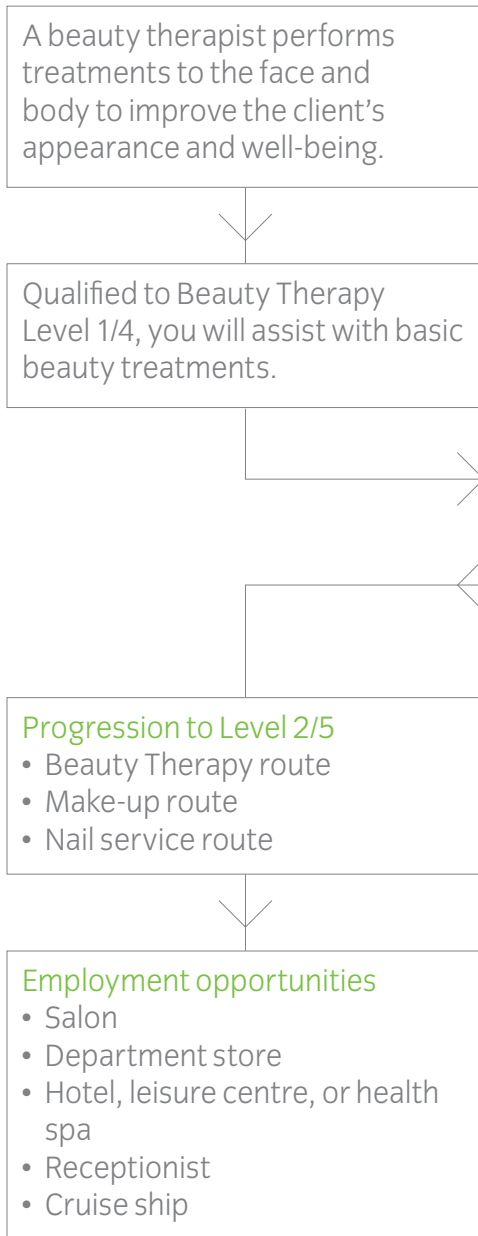 A beauty therapist performs
treatments to the face and
body to improve the client’s
appearance and well-being.
Qualified to Beauty Therapy
Level 1/4, you will assist with basic
beauty treatments.
Progression to Level 2/5
• Beauty Therapy route
• Make-up route
• Nail service route
Employment opportunities
• Salon
• Department store
• Hotel, leisure centre, or health
spa
• Receptionist
• Cruise ship